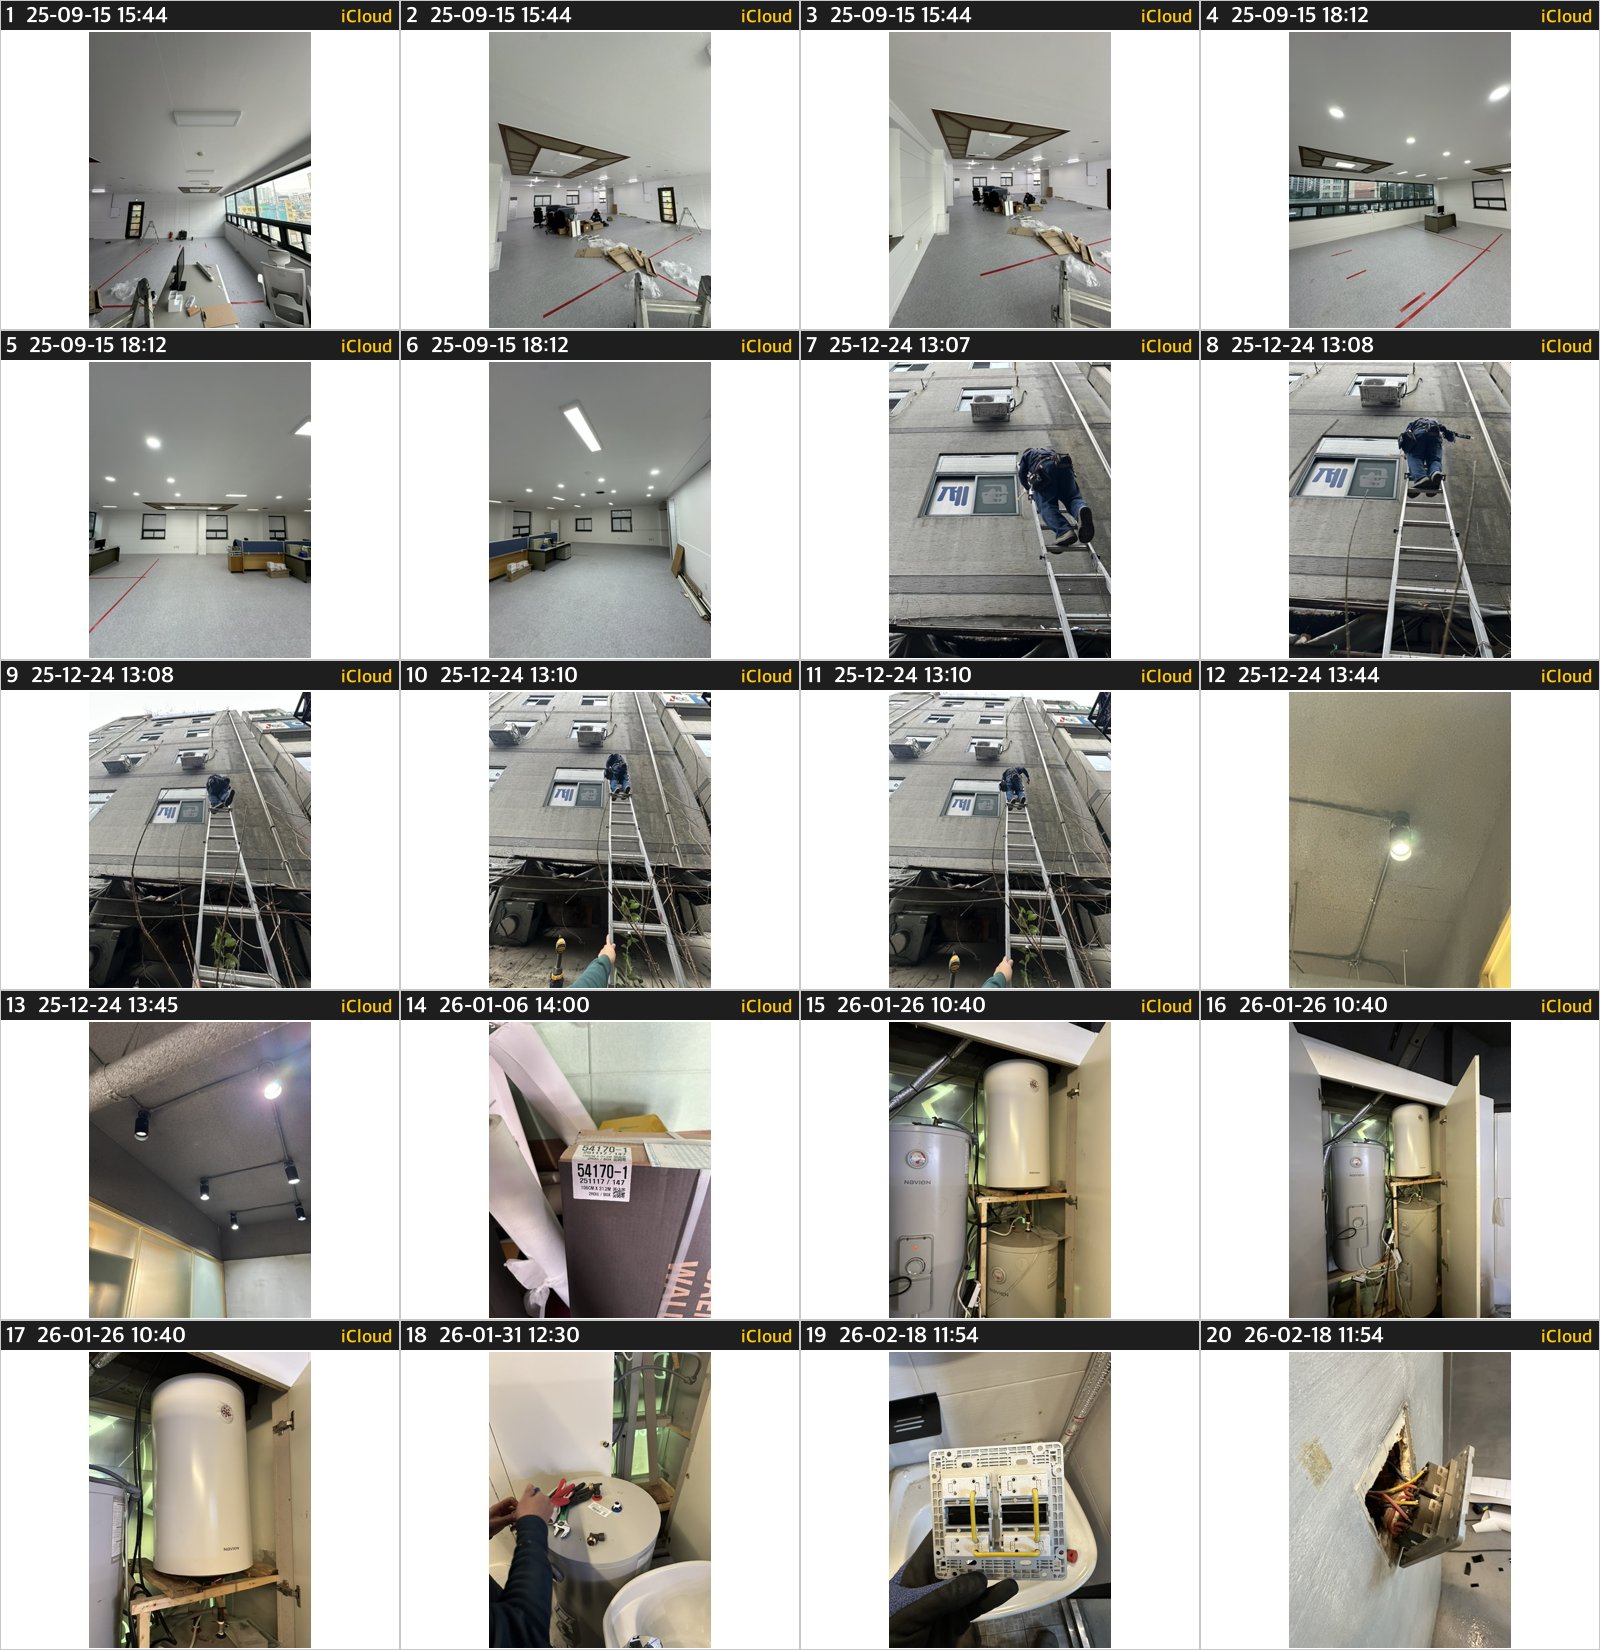 1 25-09-15 15:44 iCloud
2 25-09-15 15:44 iCloud
3 25-09-15 15:44 iCloud
4 25-09-15 18:12 iCloud
5 25-09-15 18:12 iCloud
6 25-09-15 18:12 iCloud
7 25-12-24 13:07 iCloud
8 25-12-24 13:08 iCloud
9 25-12-24 13:08 iCloud
10 25-12-24 13:10 iCloud
11 25-12-24 13:10 iCloud
12 25-12-24 13:44 iCloud
13 25-12-24 13:45 iCloud
14 26-01-06 14:00 iCloud
54170-1
54170-1
251117 / 147
15 26-01-26 10:40 iCloud
NAVIEN
NAVIEN
16 26-01-26 10:40 iCloud
NAVIEN
17 26-01-26 10:40 iCloud
NAVIEN
18 26-01-31 12:30 iCloud
19 26-02-18 11:54 iCloud
20 26-02-18 11:54 iCloud